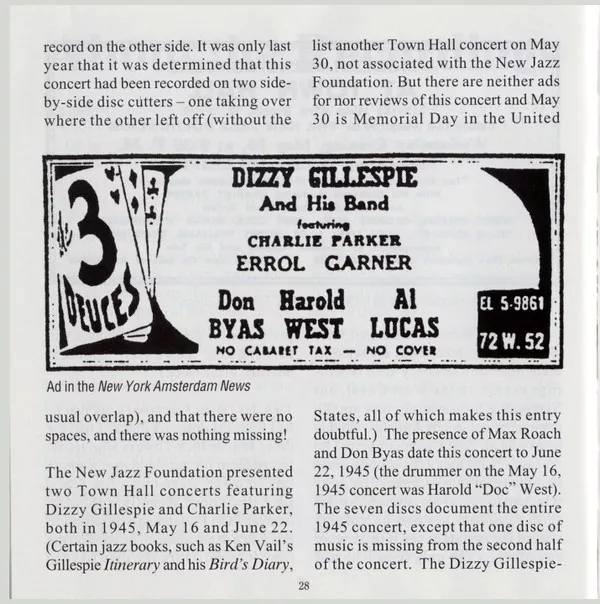 record on the other side. It was only last
year that it was determined that this
concert had been recorded on two side-
by-side disc cutters – one taking over
where the other left off (without the
list another Town Hall concert on May
30, not associated with the New Jazz
Foundation. But there are neither ads
for nor reviews of this concert and May
30 is Memorial Day in the United
the
3
DEUCES
DIZZY GILLESPIE
And His Band
featuring
CHARLIE PARKER
ERROL GARNER
Don Harold Al
BYAS WEST LUCAS
NO CABARET TAX — NO COVER
EL 5-9861
72 W. 52
Ad in the New York Amsterdam News
usual overlap), and that there were no
spaces, and there was nothing missing!
The New Jazz Foundation presented
two Town Hall concerts featuring
Dizzy Gillespie and Charlie Parker,
both in 1945, May 16 and June 22.
(Certain jazz books, such as Ken Vail's
Gillespie Itinerary and his Bird's Diary,
States, all of which makes this entry
doubtful.) The presence of Max Roach
and Don Byas date this concert to June
22, 1945 (the drummer on the May 16,
1945 concert was Harold “Doc” West).
The seven discs document the entire
1945 concert, except that one disc of
music is missing from the second half
of the concert. The Dizzy Gillespie-
28